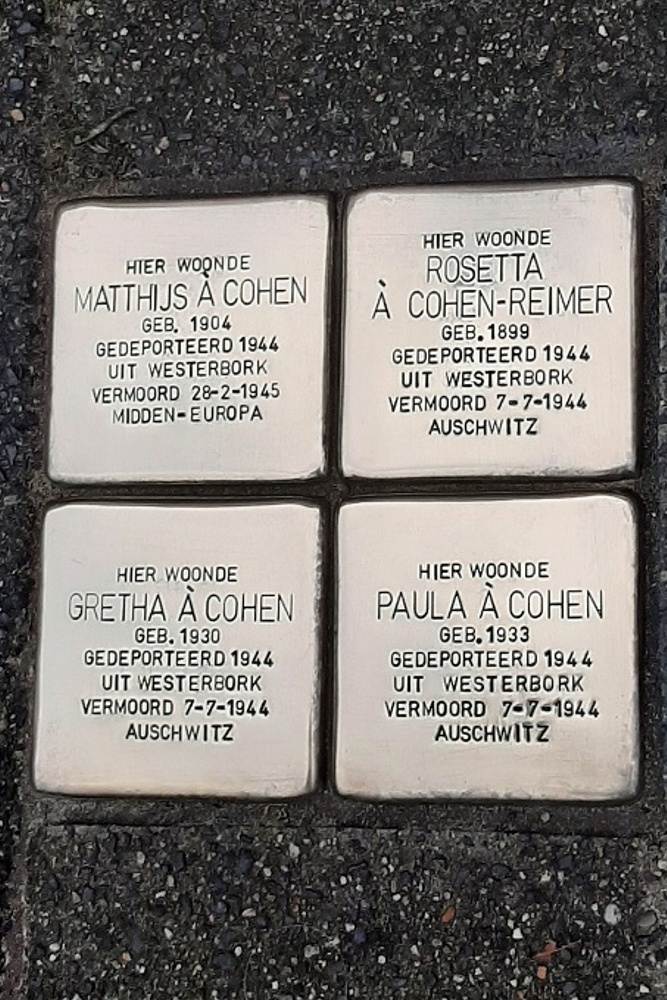 HIER WOONDE
MATTHIJS À COHEN
GEB. 1904
GEDEPORTEERD 1944
UIT WESTERBORK
VERMOORD 28-2-1945
MIDDEN-EUROPA
HIER WOONDE
ROSETTA
À COHEN-REIMER
GEB. 1899
GEDEPORTEERD 1944
UIT WESTERBORK
VERMOORD 7-7-1944
AUSCHWITZ
HIER WOONDE
GRETHA À COHEN
GEB. 1930
GEDEPORTEERD 1944
UIT WESTERBORK
VERMOORD 7-7-1944
AUSCHWITZ
HIER WOONDE
PAULA À COHEN
GEB. 1933
GEDEPORTEERD 1944
UIT WESTERBORK
VERMOORD 7-7-1944
AUSCHWITZ